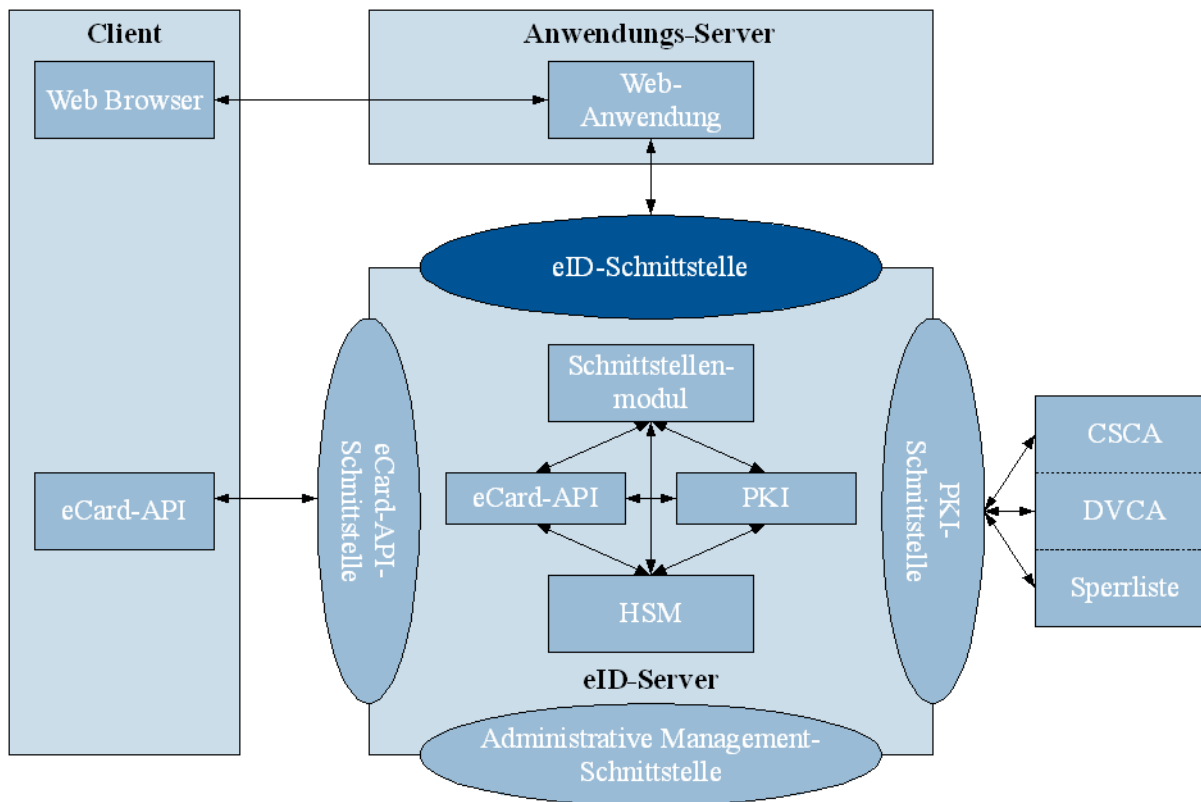 Client
Web Browser
eCard-API
Anwendungs-Server
Web-
Anwendung
eID-Schnittstelle
eCard-API-
Schnittstelle
Schnittstellen-
modul
eCard-API
PKI
HSM
eID-Server
Administrative Management-
Schnittstelle
PKI-
Schnittstelle
CSCA
DVCA
Sperrliste